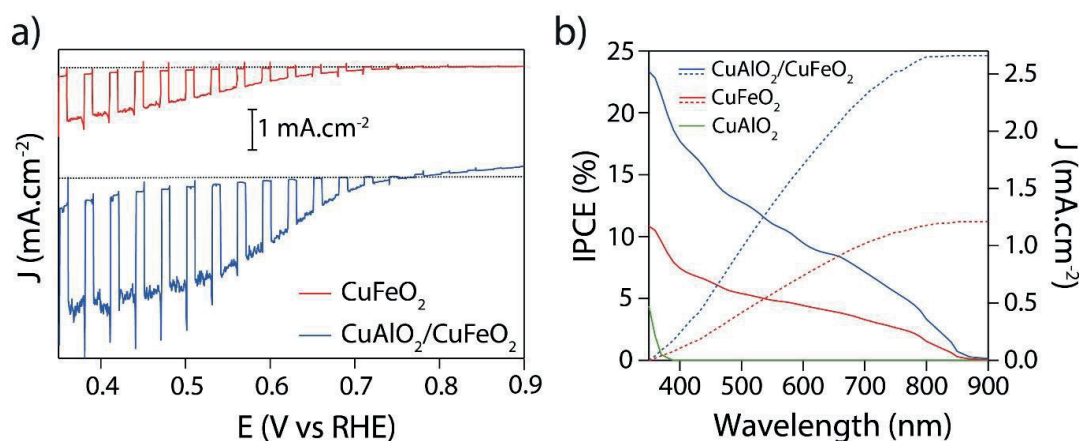 a)
J (mA.cm⁻²)
1 mA.cm⁻²
CuFeO₂
CuAlO₂/CuFeO₂
0.4 0.5 0.6 0.7 0.8 0.9
E (V vs RHE)
b)
IPCE (%)
25
20
15
10
5
0
CuAlO₂/CuFeO₂
CuFeO₂
CuAlO₂
400 500 600 700 800 900
Wavelength (nm)
2.5
2.0
1.5
1.0
0.5
0.0
J (mA.cm⁻²)